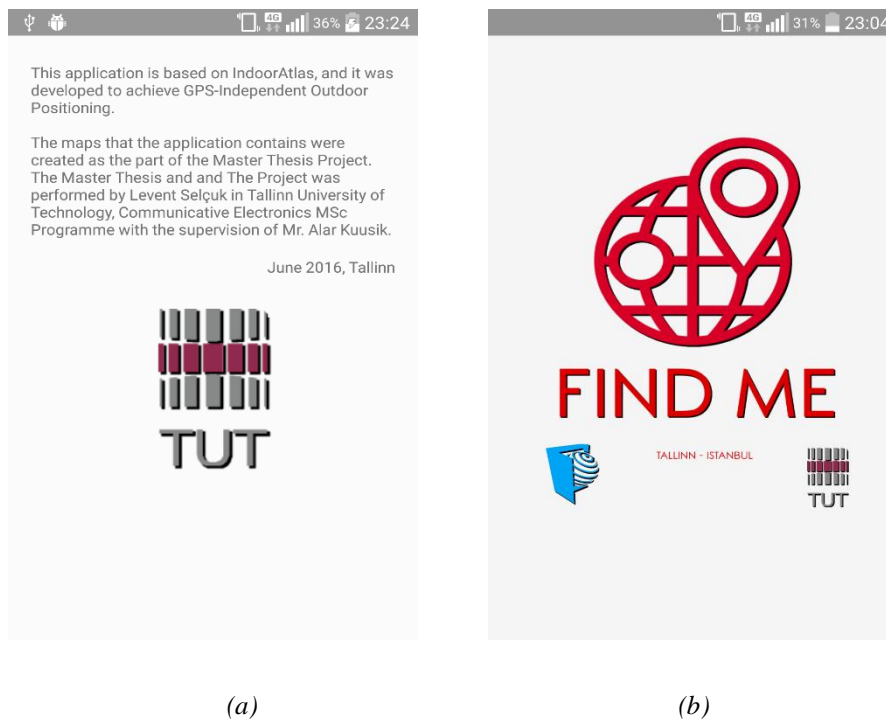 36% 23:24
This application is based on IndoorAtlas, and it was
developed to achieve GPS-Independent Outdoor
Positioning.
The maps that the application contains were
created as the part of the Master Thesis Project.
The Master Thesis and and The Project was
performed by Levent Selçuk in Tallinn University of
Technology, Communicative Electronics MSc
Programme with the supervision of Mr. Alar Kuusik.
June 2016, Tallinn
TUT
(a)
4G 31% 23:04
FIND ME
TALLINN - ISTANBUL
TUT
(b)